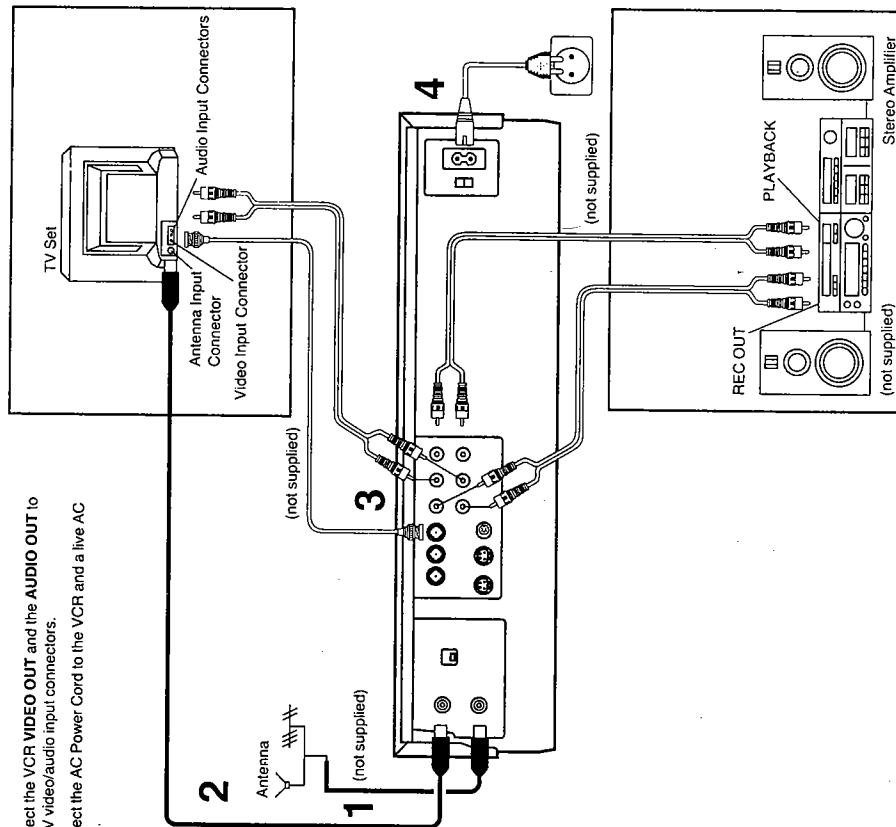 ect the VCR VIDEO OUT and the AUDIO OUT to
V video/audio input connectors.
ect the AC Power Cord to the VCR and a live AC
TV Set
Audio Input Connectors
Antenna Input
Connector
Video Input Connector
2
Antenna
1
(not supplied)
(not supplied)
3
4
(not supplied)
REC OUT
PLAYBACK
(not supplied)
Stereo Amplifier